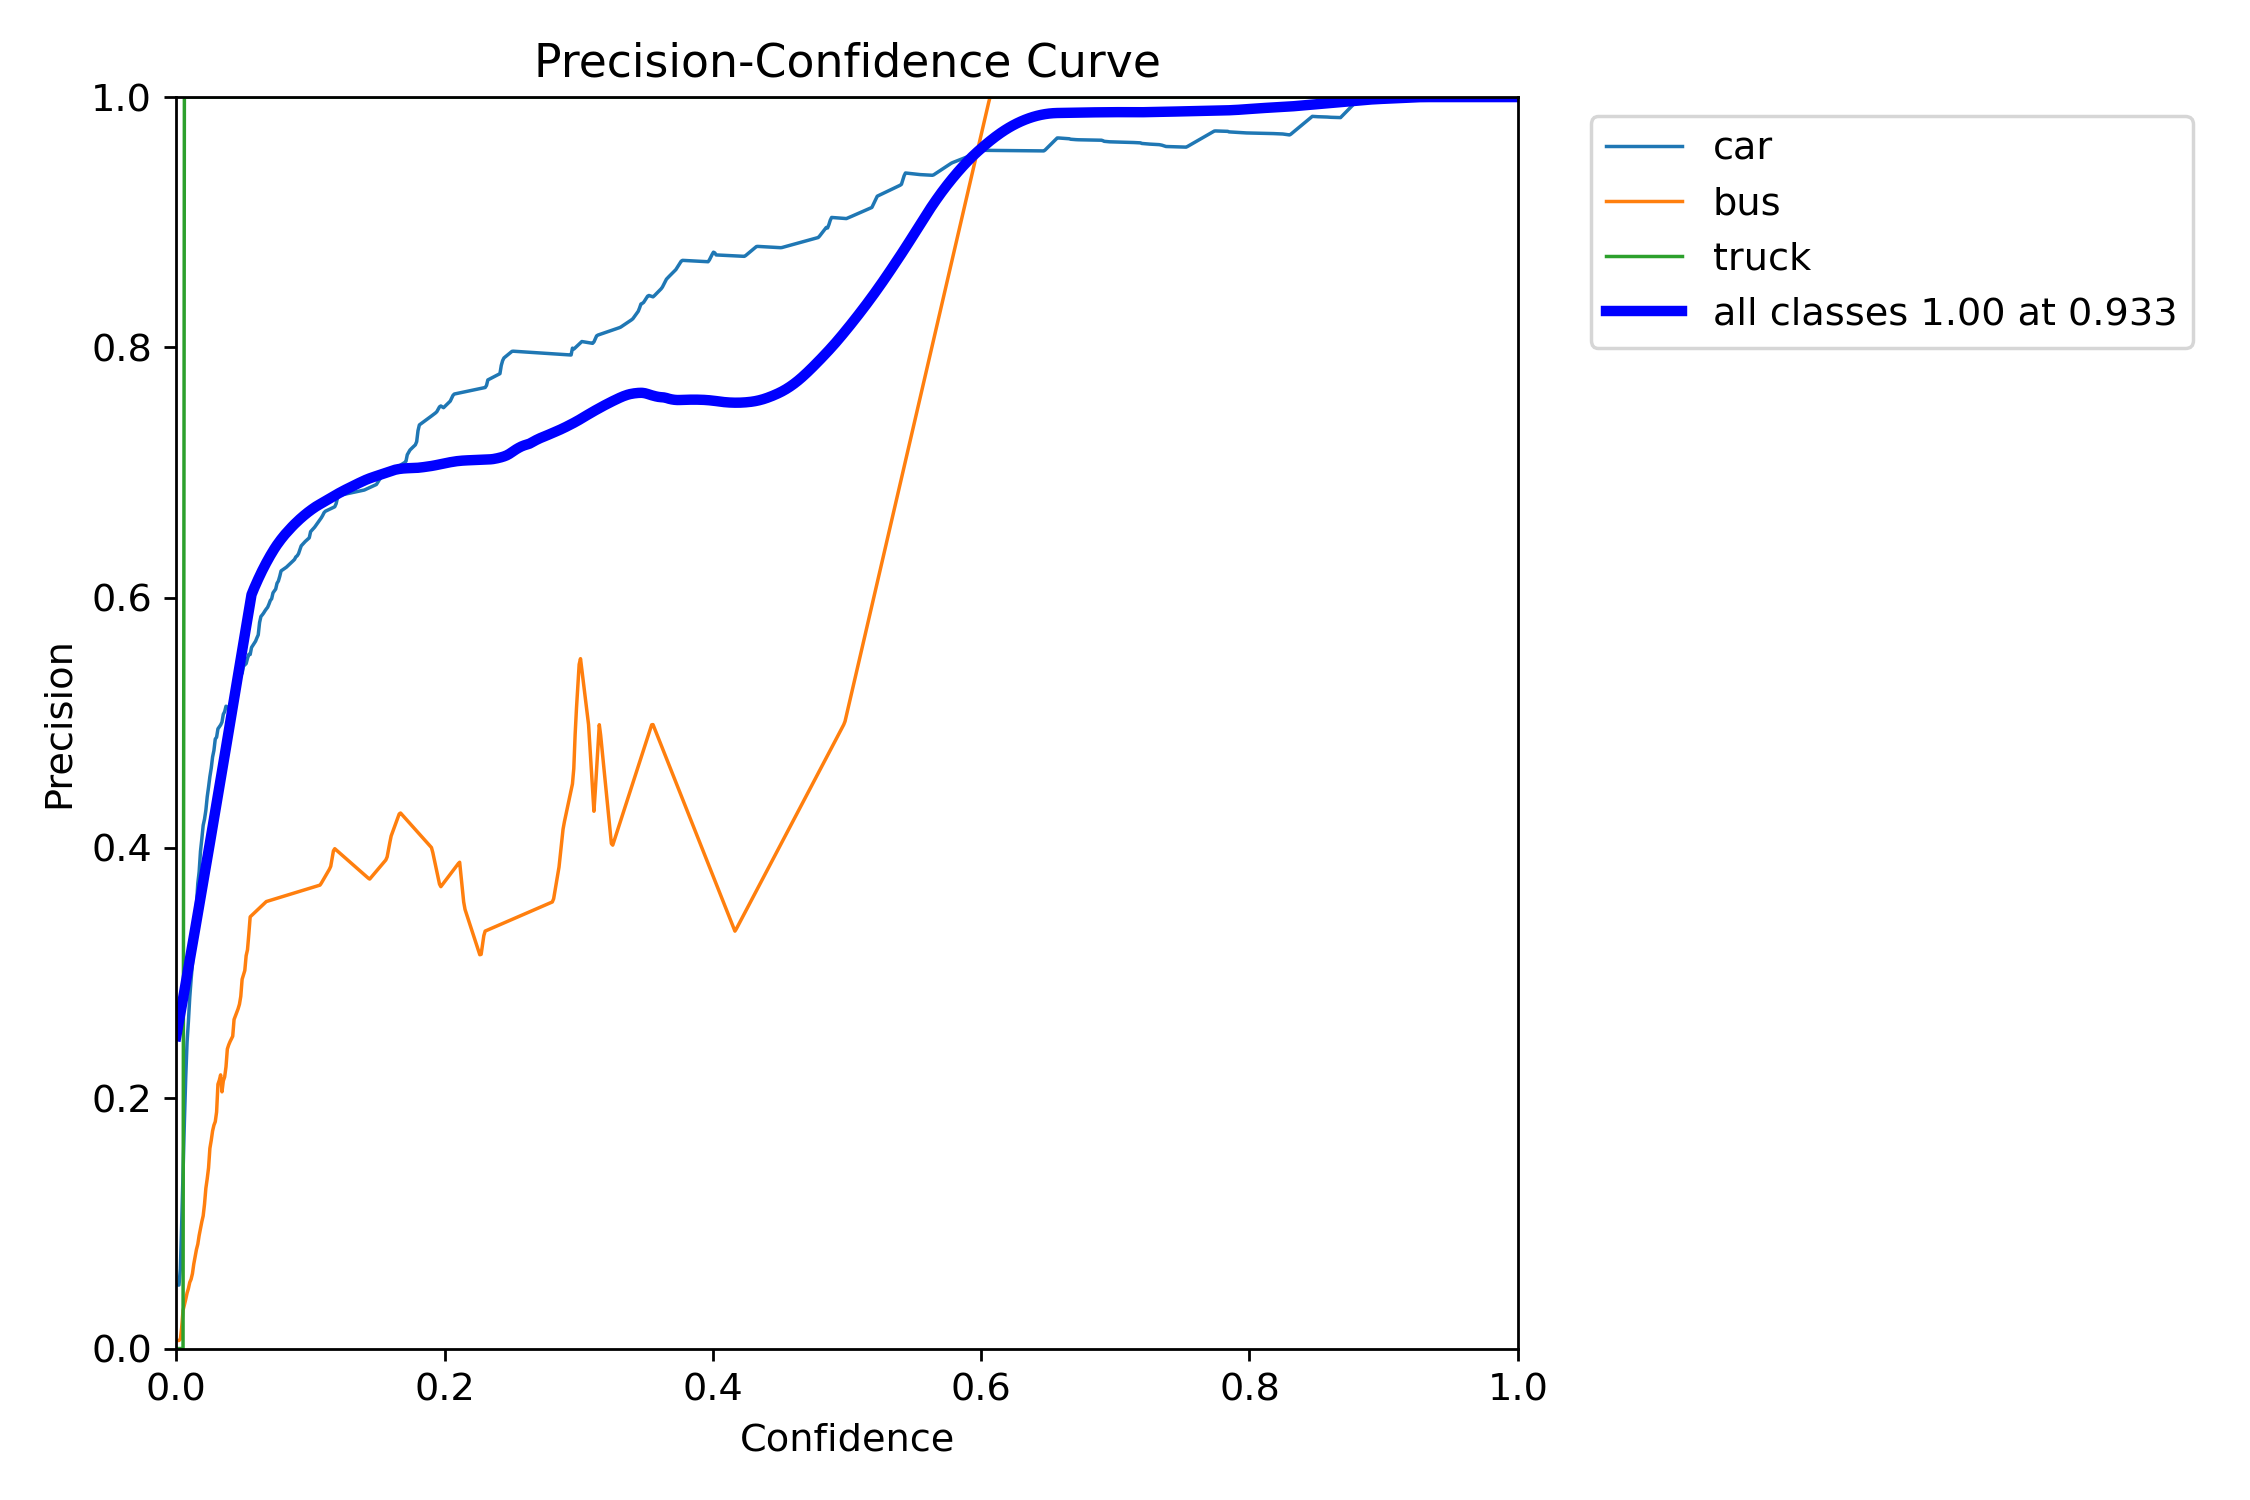 Precision-Confidence Curve
1.0
0.8
0.6
0.4
0.2
0.0
Precision
0.0 0.2 0.4 0.6 0.8 1.0
Confidence
car
bus
truck
all classes 1.00 at 0.933